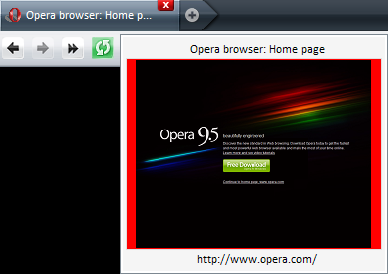 Opera browser: Home p...
Opera browser: Home page
Opera 9.5
beautifully engineered
Discover the new standard in Web browsing. Download Opera today to get the fastest
and most powerful web browser available and make the most of your time online.
Learn more and see video tutorials
Free Download
Continue to home page, www.opera.com
http://www.opera.com/